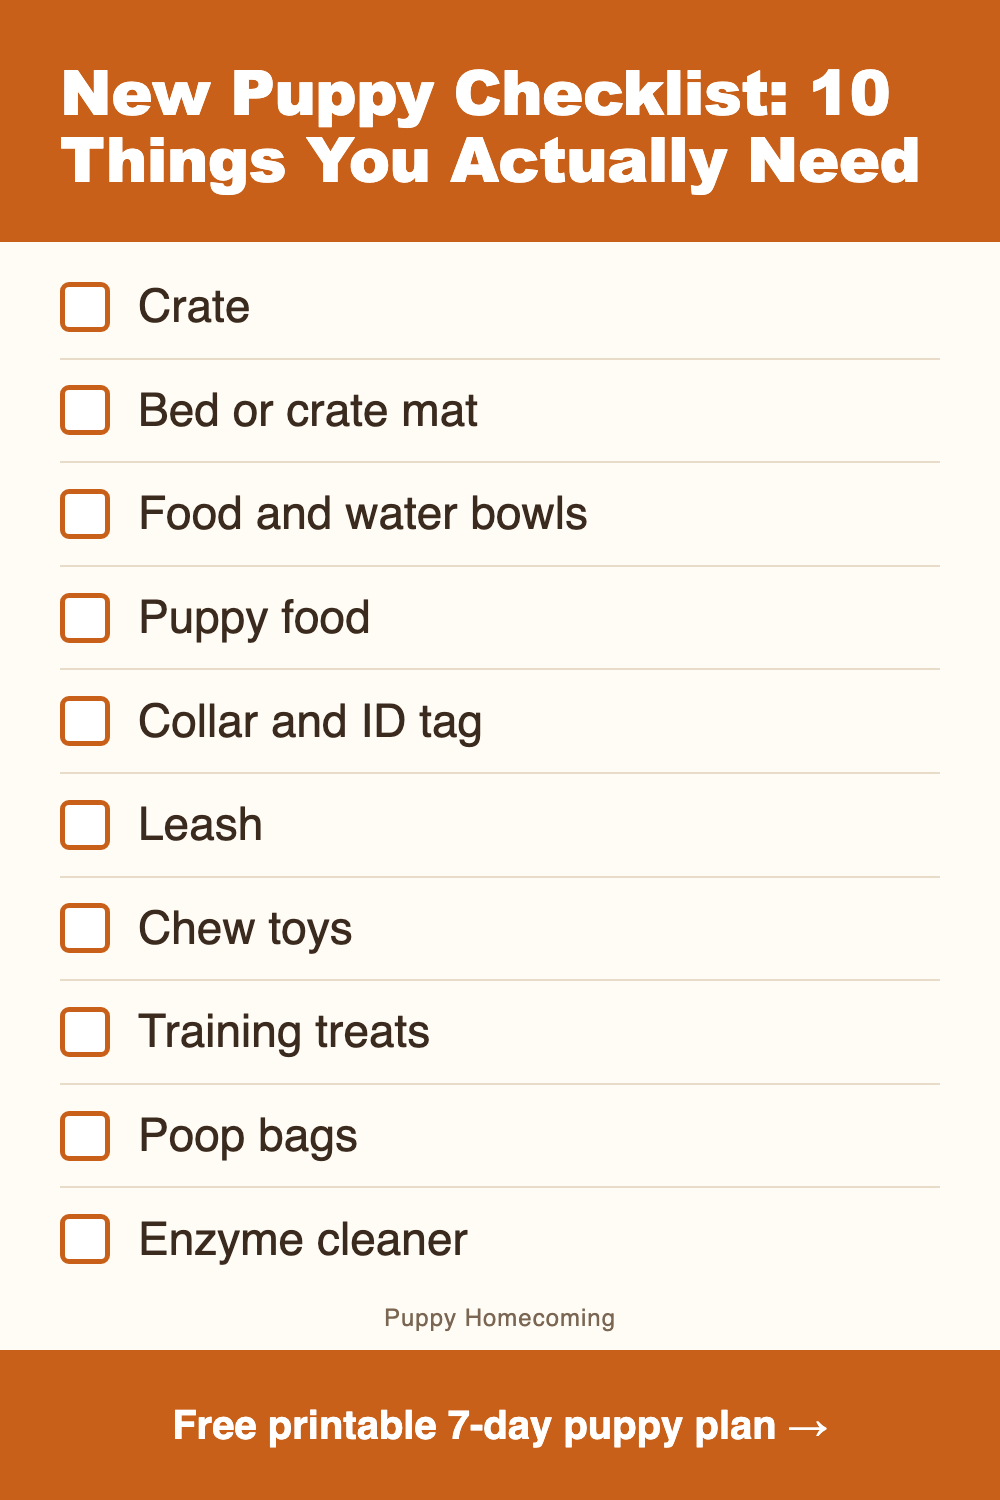 New Puppy Checklist: 10
Things You Actually Need
Crate
Bed or crate mat
Food and water bowls
Puppy food
Collar and ID tag
Leash
Chew toys
Training treats
Poop bags
Enzyme cleaner
Puppy Homecoming
Free printable 7-day puppy plan →